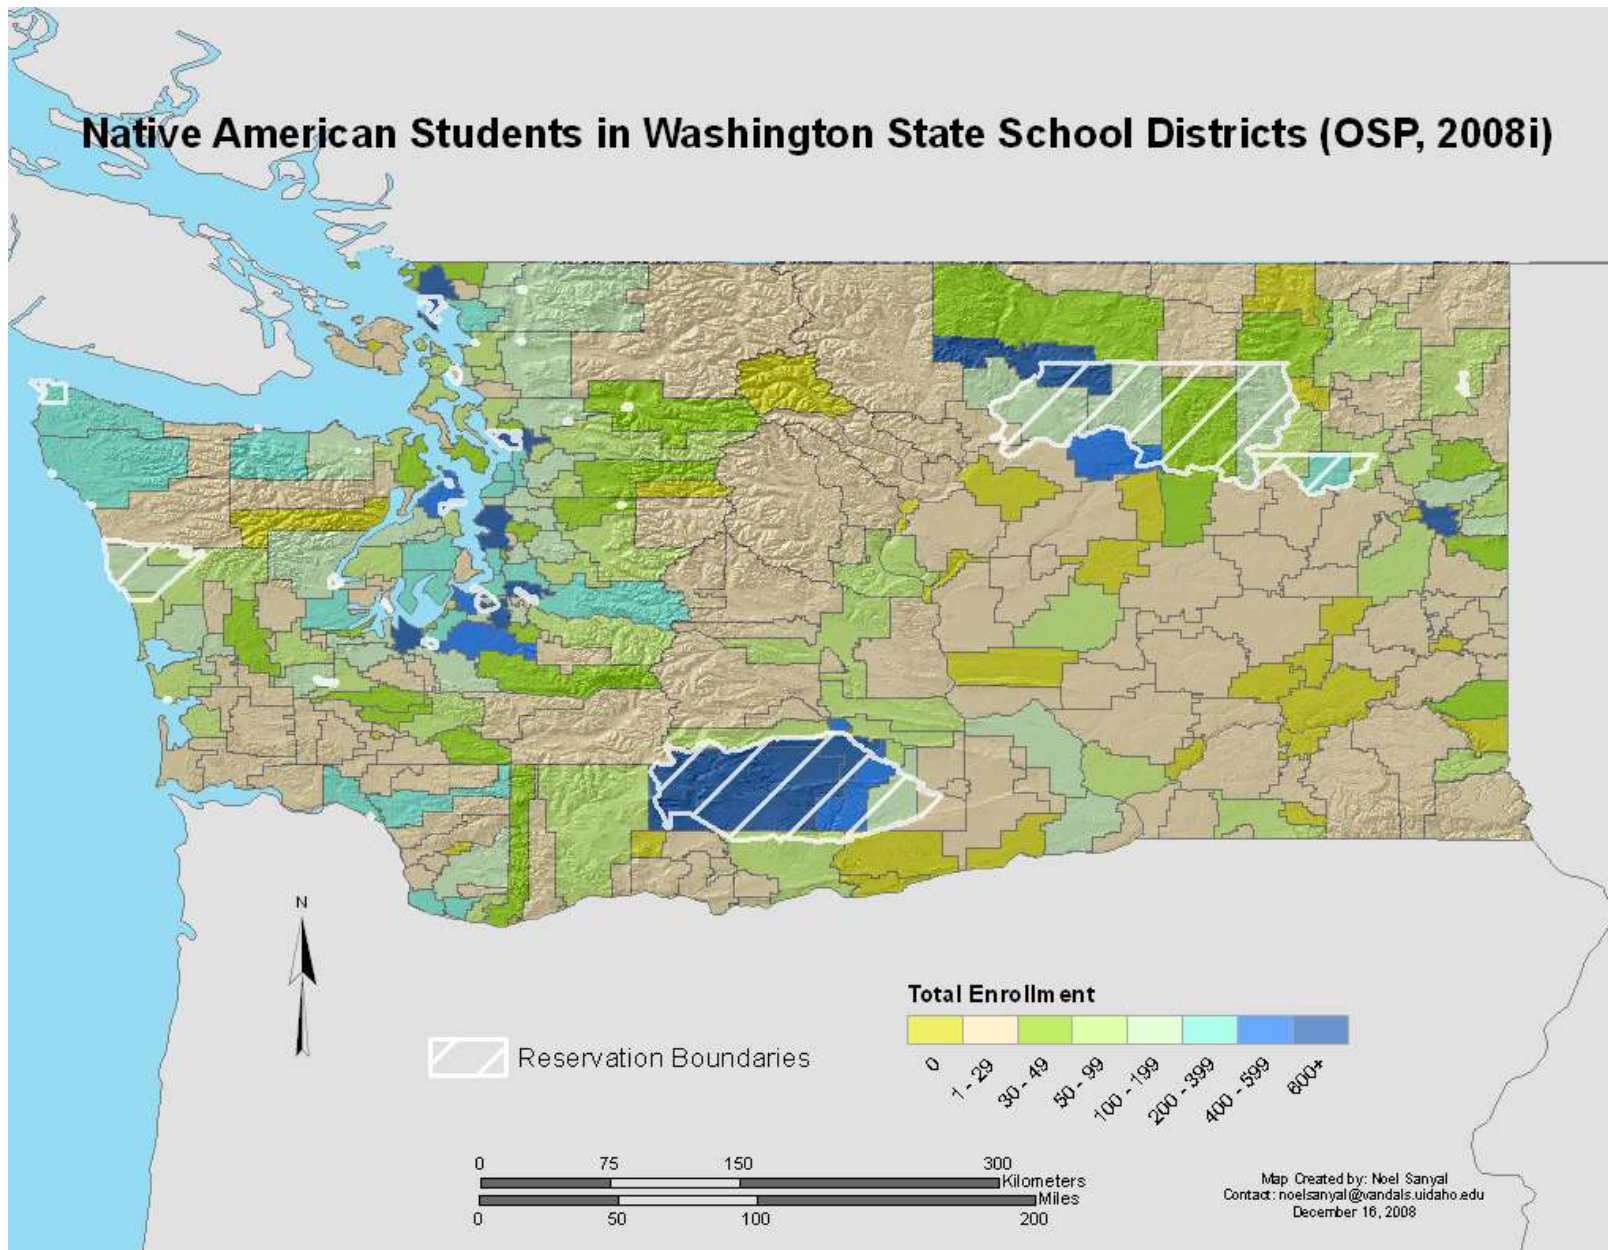 Native American Students in Washington State School Districts (OSP, 2008i)
N
Total Enrollment
0
1 - 29
30 - 49
50 - 99
100 - 199
200 - 399
400 - 599
600+
Reservation Boundaries
0 75 150 300
Kilometers
Miles
0 50 100 200
Map Created by: Noel Sanyal
Contact: noelsanyal@vandals.uidaho.edu
December 16, 2008